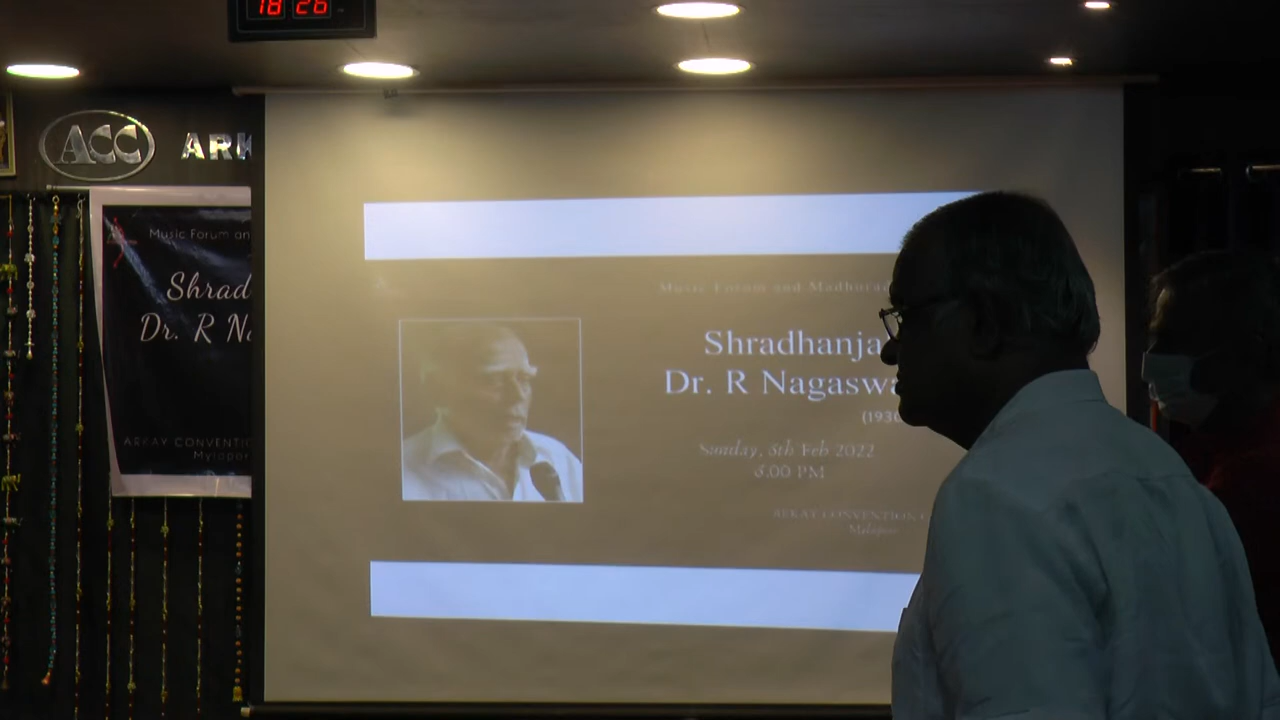 18 26
ACC
ARK
Music Forum an
Shrad
Dr. R Na
ARKAY CONVENTIO
Mylapor
Music Forum and Madhura
Shradhanja
Dr. R Nagaswa
(1930
Sunday, 5th Feb 2022
6.00 PM
ARKAY CONVENTION C
Mylapore